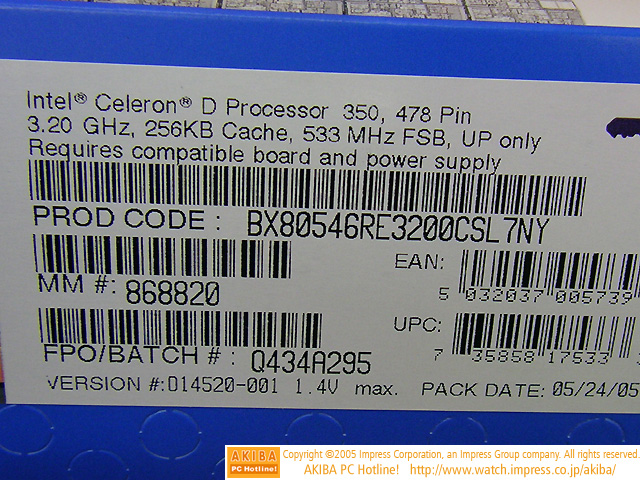 Intel® Celeron® D Processor 350, 478 Pin
3.20 GHz, 256KB Cache, 533 MHz FSB, UP only
Requires compatible board and power supply
PROD CODE : BX80546RE3200CSL7NY
MM #: 868820
EAN:
5 032037 005739
FPO/BATCH # : Q434A295
UPC:
7 35858 17533
VERSION #:D14520-001 1.4V max. PACK DATE: 05/24/05
AKIBA
PC Hotline!
Copyright ©2005 Impress Corporation, an Impress Group company. All rights reserved.
AKIBA PC Hotline! http://www.watch.impress.co.jp/akiba/